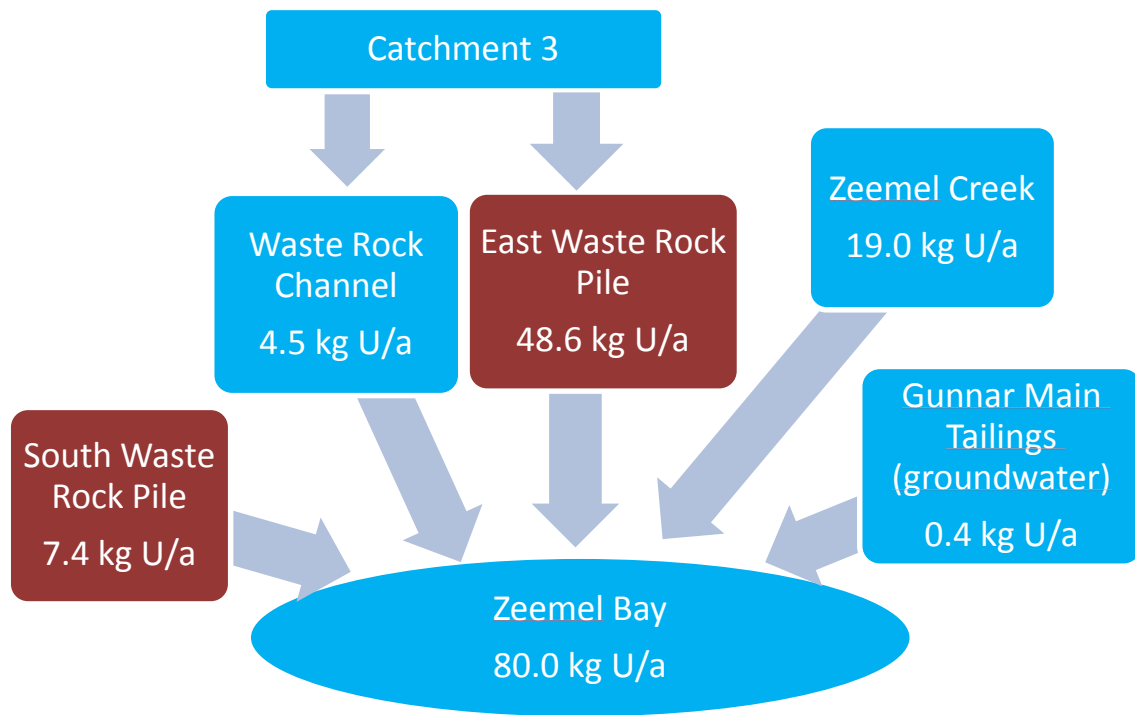 Catchment 3
Waste Rock
Channel
4.5 kg U/a
East Waste Rock
Pile
48.6 kg U/a
Zeemel Creek
19.0 kg U/a
South Waste
Rock Pile
7.4 kg U/a
Gunnar Main
Tailings
(groundwater)
0.4 kg U/a
Zeemel Bay
80.0 kg U/a